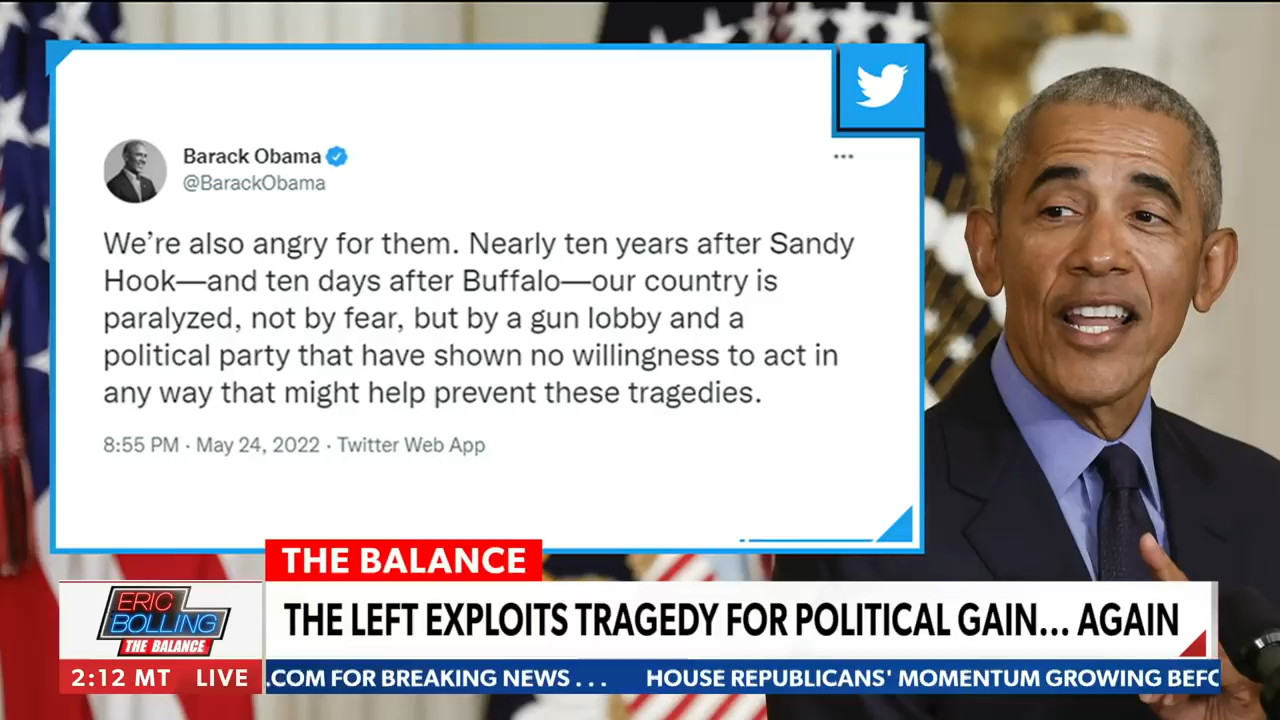 Barack Obama
@BarackObama
We’re also angry for them. Nearly ten years after Sandy
Hook—and ten days after Buffalo—our country is
paralyzed, not by fear, but by a gun lobby and a
political party that have shown no willingness to act in
any way that might help prevent these tragedies.
8:55 PM · May 24, 2022 · Twitter Web App
THE BALANCE
ERIC
BOLLING
THE BALANCE
THE LEFT EXPLOITS TRAGEDY FOR POLITICAL GAIN... AGAIN
2:12 MT LIVE
.COM FOR BREAKING NEWS . . . HOUSE REPUBLICANS' MOMENTUM GROWING